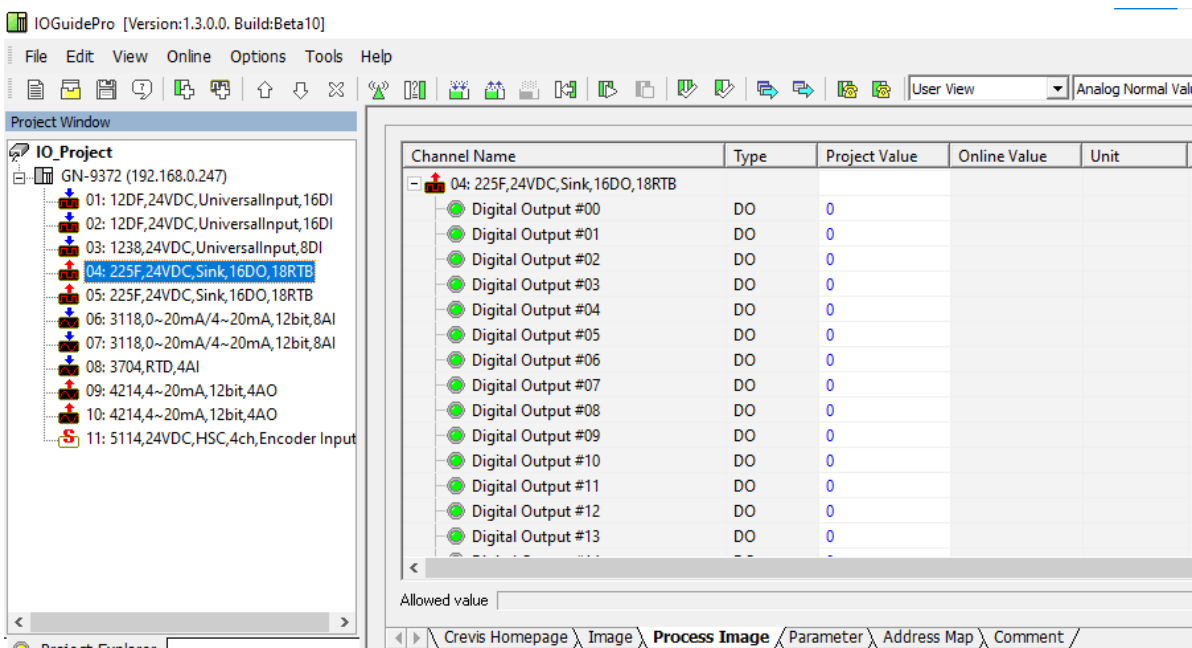 IOGuidePro [Version:1.3.0.0. Build:Beta10]
File Edit View Online Options Tools Help
User View Analog Normal Valu
Project Window
IO_Project
GN-9372 (192.168.0.247)
01: 12DF,24VDC,UniversalInput,16DI
02: 12DF,24VDC,UniversalInput,16DI
03: 1238,24VDC,UniversalInput,8DI
04: 225F,24VDC,Sink,16DO,18RTB
05: 225F,24VDC,Sink,16DO,18RTB
06: 3118,0~20mA/4~20mA,12bit,8AI
07: 3118,0~20mA/4~20mA,12bit,8AI
08: 3704,RTD,4AI
09: 4214,4~20mA,12bit,4AO
10: 4214,4~20mA,12bit,4AO
11: 5114,24VDC,HSC,4ch,Encoder Input
Project Explorer
Channel Name Type Project Value Online Value Unit
04: 225F,24VDC,Sink,16DO,18RTB
Digital Output #00 DO 0
Digital Output #01 DO 0
Digital Output #02 DO 0
Digital Output #03 DO 0
Digital Output #04 DO 0
Digital Output #05 DO 0
Digital Output #06 DO 0
Digital Output #07 DO 0
Digital Output #08 DO 0
Digital Output #09 DO 0
Digital Output #10 DO 0
Digital Output #11 DO 0
Digital Output #12 DO 0
Digital Output #13 DO 0
Allowed value
Crevis Homepage Image Process Image Parameter Address Map Comment